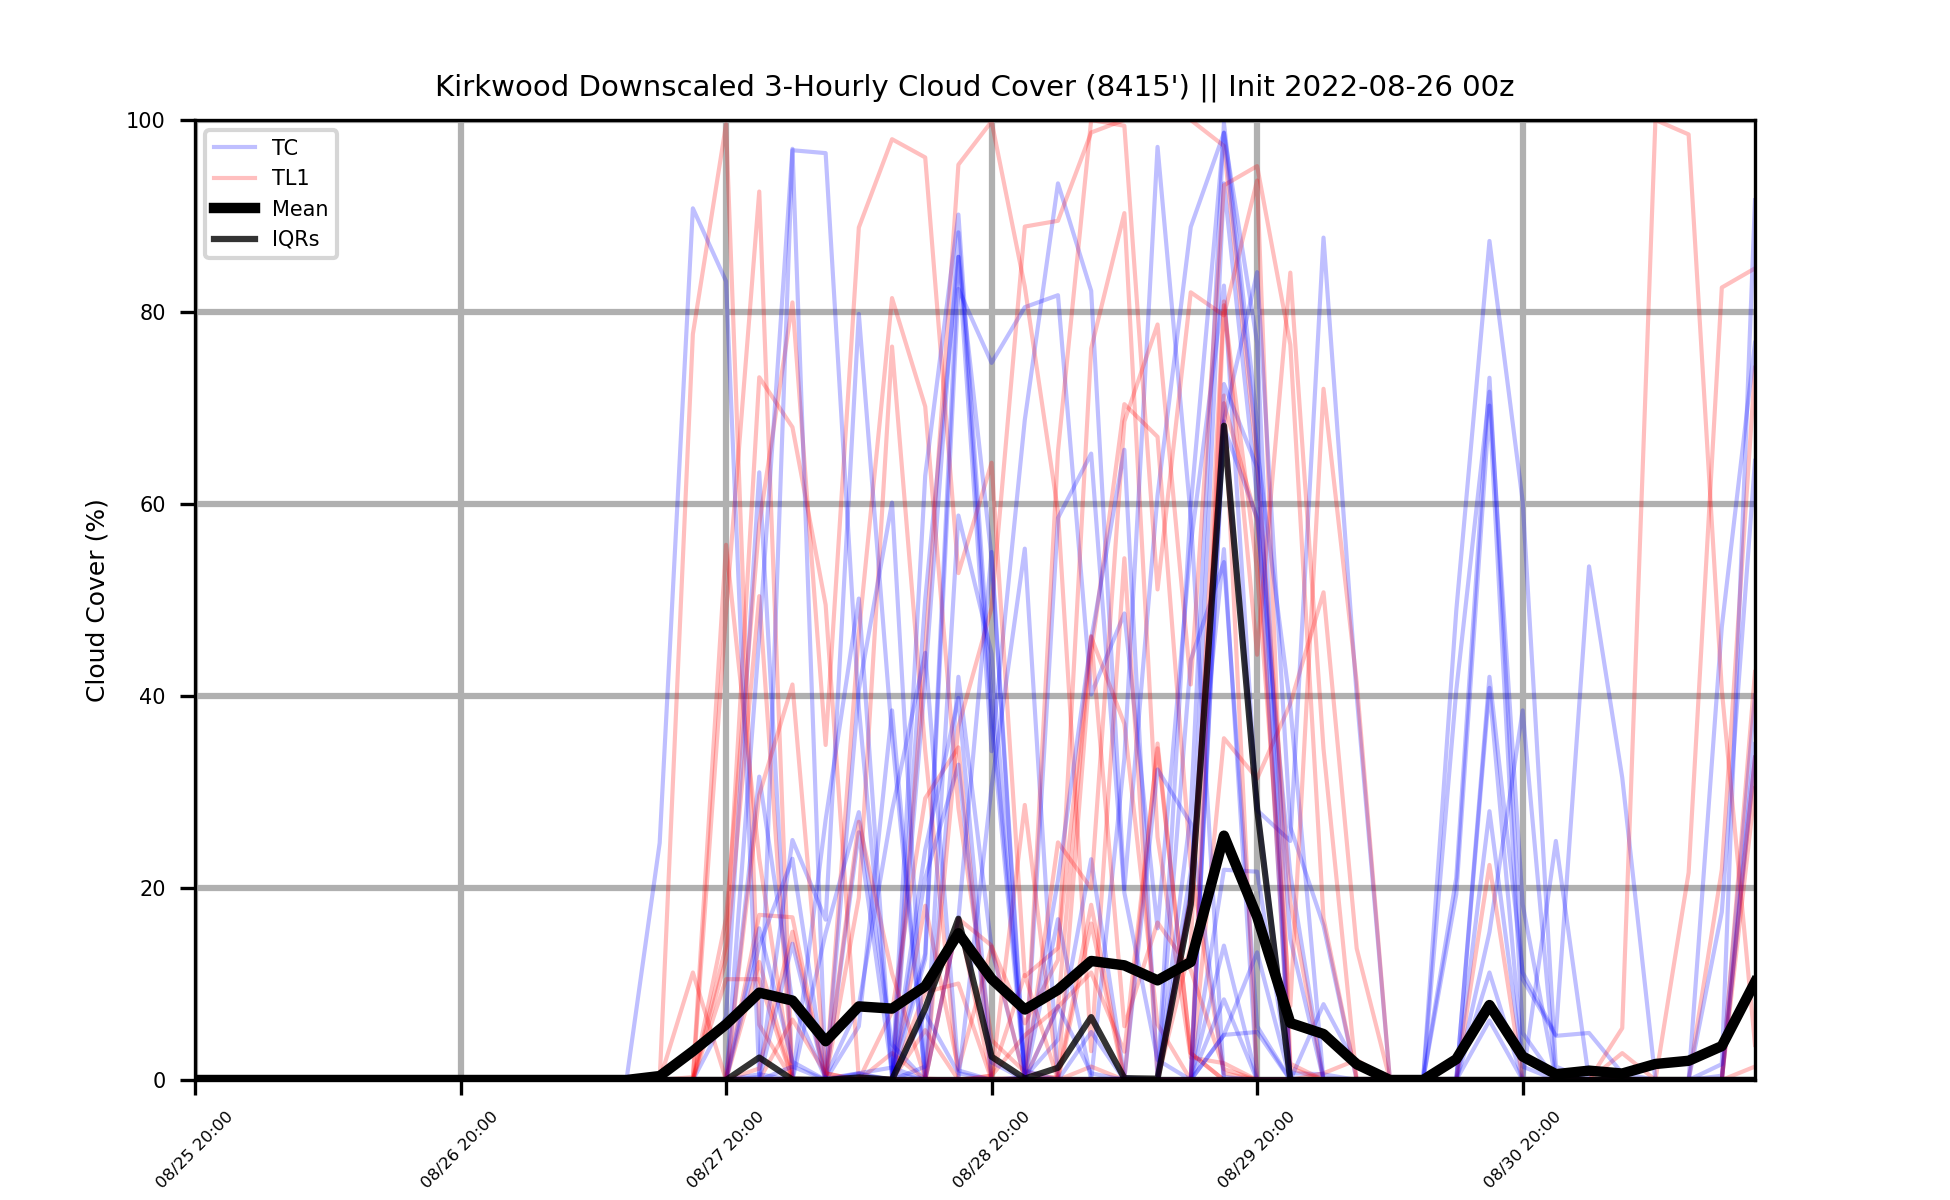 Kirkwood Downscaled 3-Hourly Cloud Cover (8415') || Init 2022-08-26 00z
TC
TL1
Mean
IQRs
Cloud Cover (%)
100
80
60
40
20
0
08/25 20:00
08/26 20:00
08/27 20:00
08/28 20:00
08/29 20:00
08/30 20:00